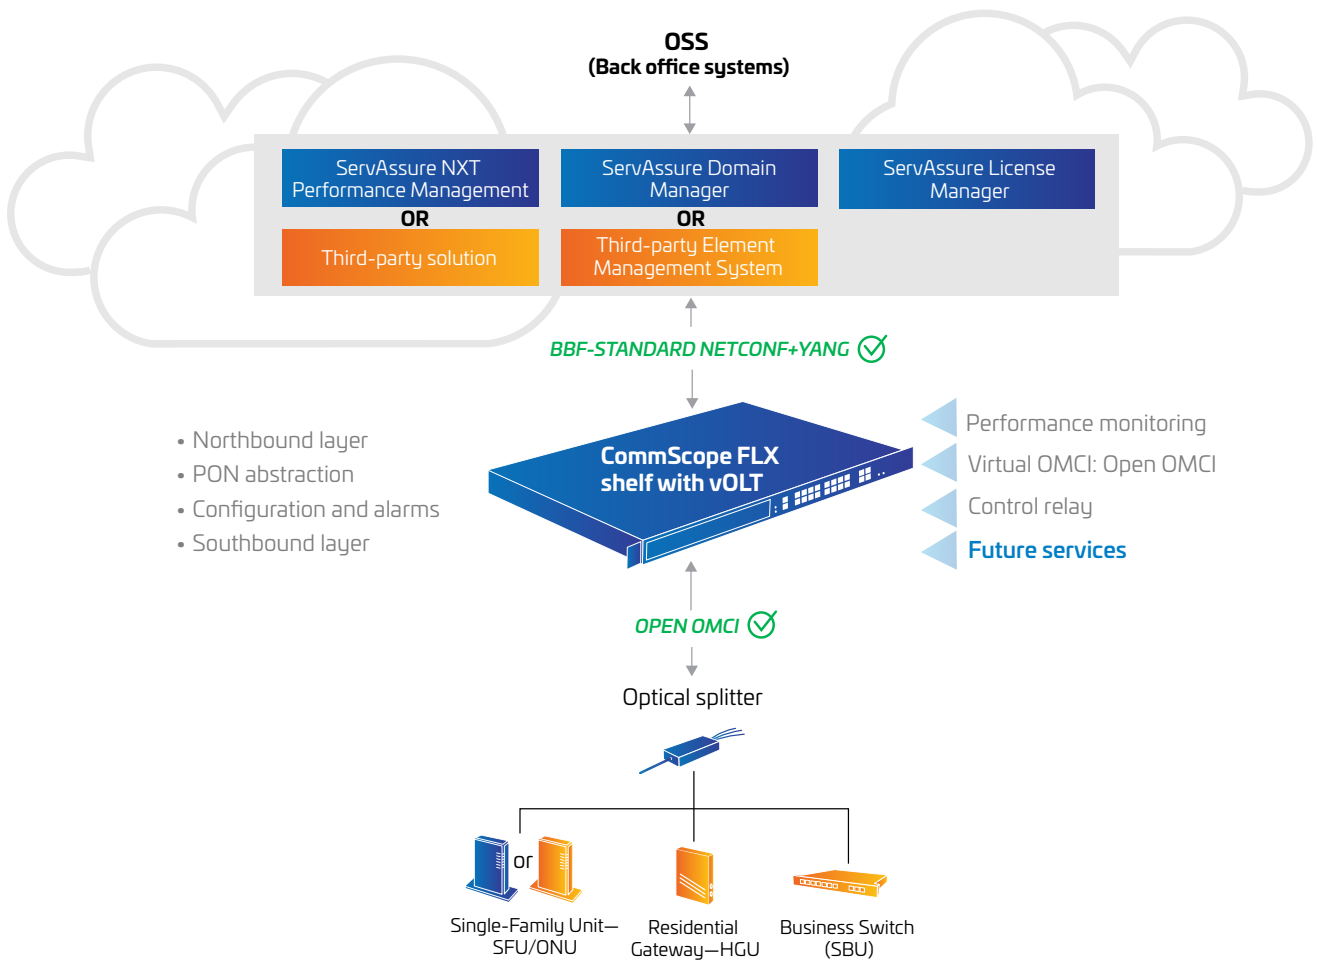 OSS
(Back office systems)
ServAssure NXT
Performance Management
OR
Third-party solution
ServAssure Domain
Manager
OR
Third-party Element
Management System
ServAssure License
Manager
BBF-STANDARD NETCONF+YANG
• Northbound layer
• PON abstraction
• Configuration and alarms
• Southbound layer
CommScope FLX
shelf with vOLT
Performance monitoring
Virtual OMCI: Open OMCI
Control relay
Future services
OPEN OMCI
Optical splitter
or
Single-Family Unit—
SFU/ONU
Residential
Gateway—HGU
Business Switch
(SBU)